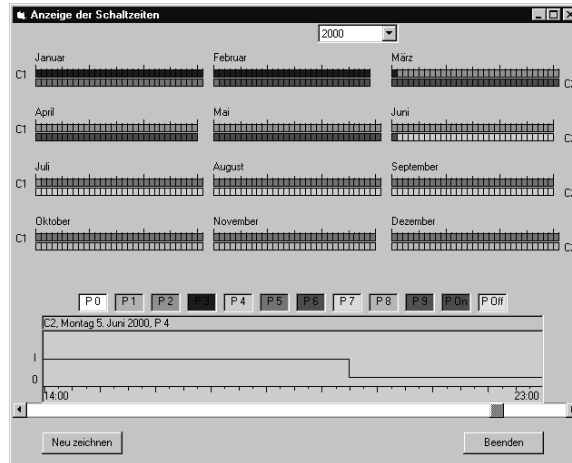 Anzeige der Schaltzeiten
2000
Januar Februar März
C1 C2
April Mai Juni
C1 C2
Juli August September
C1 C2
Oktober November Dezember
C1 C2
P 0 P 1 P 2 P 3 P 4 P 5 P 6 P 7 P 8 P 9 P On P Off
C2, Montag 5. Juni 2000, P 4
I
0
14:00 23:00
Neu zeichnen Beenden